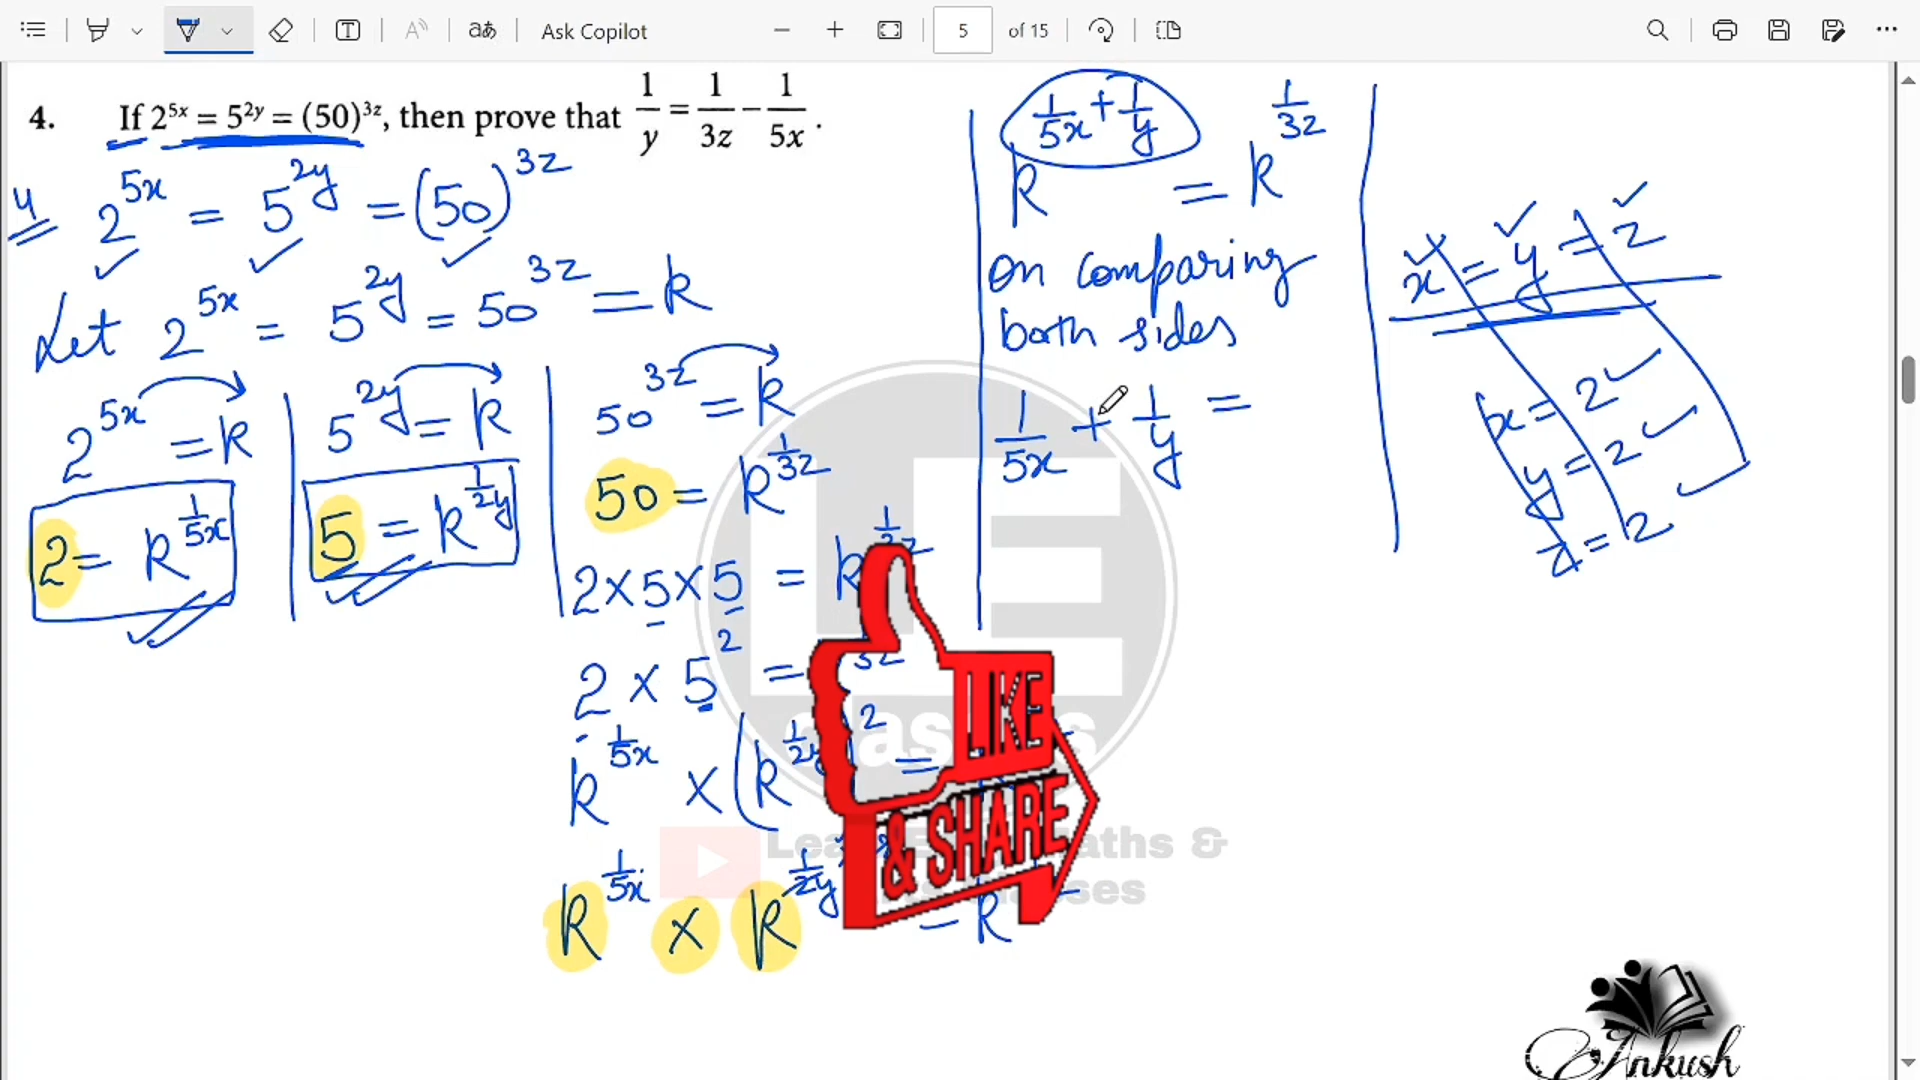 Ask Copilot
5 of 15
4. If 2^{5x} = 5^{2y} = (50)^{3z}, then prove that 1/y = 1/3z − 1/5x.
4 2^{5x} = 5^{2y} = (50)^{3z}
Let 2^{5x} = 5^{2y} = 50^{3z} = k
2^{5x} = k
2 = k^{1/5x}
5^{2y} = k
5 = k^{1/2y}
50^{3z} = k
50 = k^{1/3z}
2×5×5 = k
2 × 5^2 =
k^{1/5x} × (k^{1/2y})^2 =
k^{1/5x} × k^{1/2y} = k
k^{1/5x + 1/y} = k^{1/3z}
on comparing
both sides
1/5x + 1/y =
x = y = z
x = 2
y = 2
z = 2
LIKE
& SHARE
Ankush